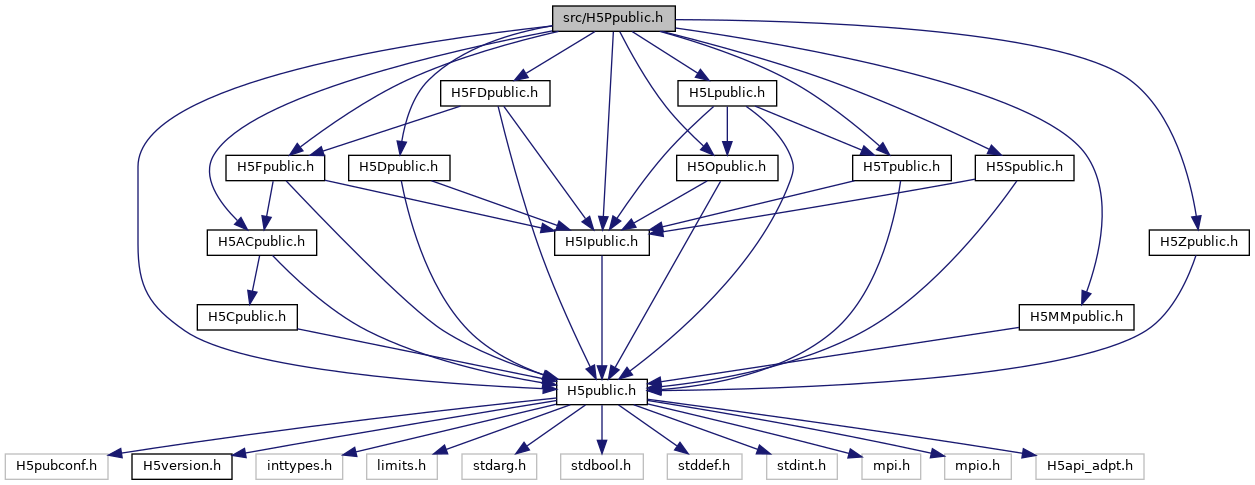 src/H5Ppublic.h
H5FDpublic.h
H5Lpublic.h
H5Fpublic.h
H5Dpublic.h
H5Opublic.h
H5Tpublic.h
H5Spublic.h
H5ACpublic.h
H5Ipublic.h
H5Zpublic.h
H5Cpublic.h
H5MMpublic.h
H5public.h
H5pubconf.h
H5version.h
inttypes.h
limits.h
stdarg.h
stdbool.h
stddef.h
stdint.h
mpi.h
mpio.h
H5api_adpt.h